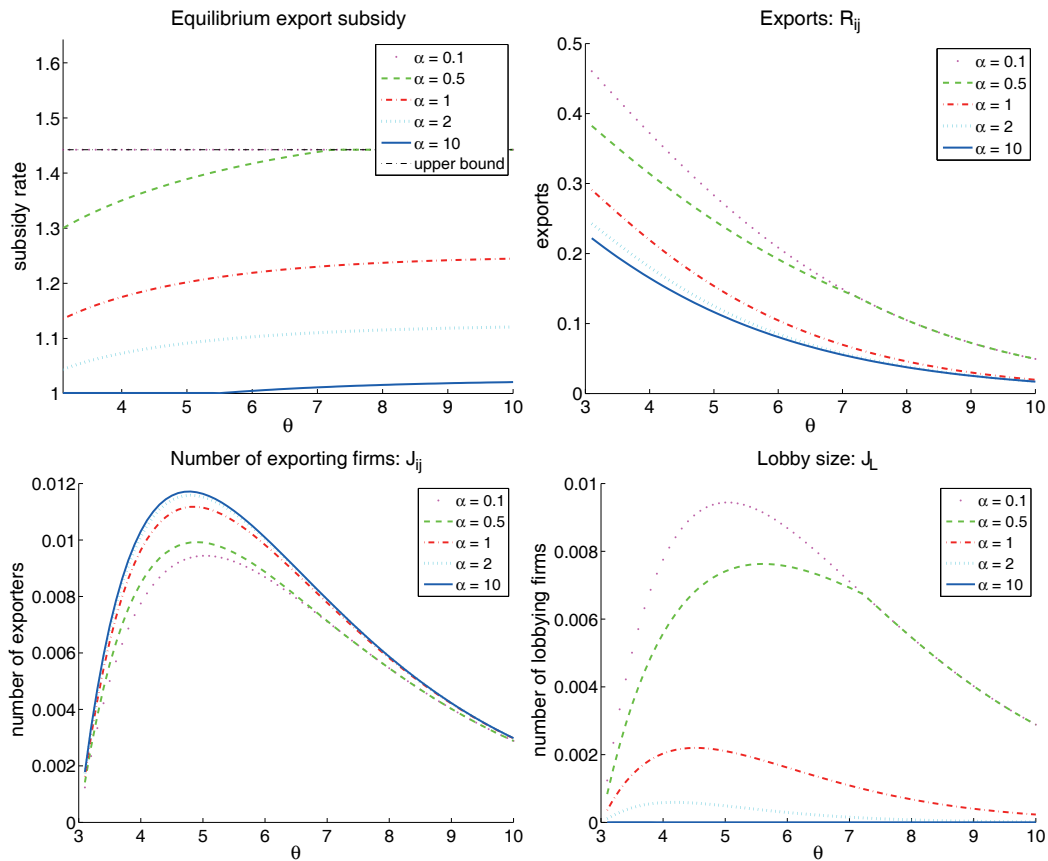 Equilibrium export subsidy
1.6
1.5
1.4
1.3
1.2
1.1
1
subsidy rate
4
5
6
7
8
9
10
θ
α = 0.1
α = 0.5
α = 1
α = 2
α = 10
upper bound
Exports: R_ij
0.5
0.4
0.3
0.2
0.1
0
exports
3
4
5
6
7
8
9
10
θ
α = 0.1
α = 0.5
α = 1
α = 2
α = 10
Number of exporting firms: J_ij
0.012
0.01
0.008
0.006
0.004
0.002
0
number of exporters
3
4
5
6
7
8
9
10
θ
α = 0.1
α = 0.5
α = 1
α = 2
α = 10
Lobby size: J_L
0.01
0.008
0.006
0.004
0.002
0
number of lobbying firms
3
4
5
6
7
8
9
10
θ
α = 0.1
α = 0.5
α = 1
α = 2
α = 10